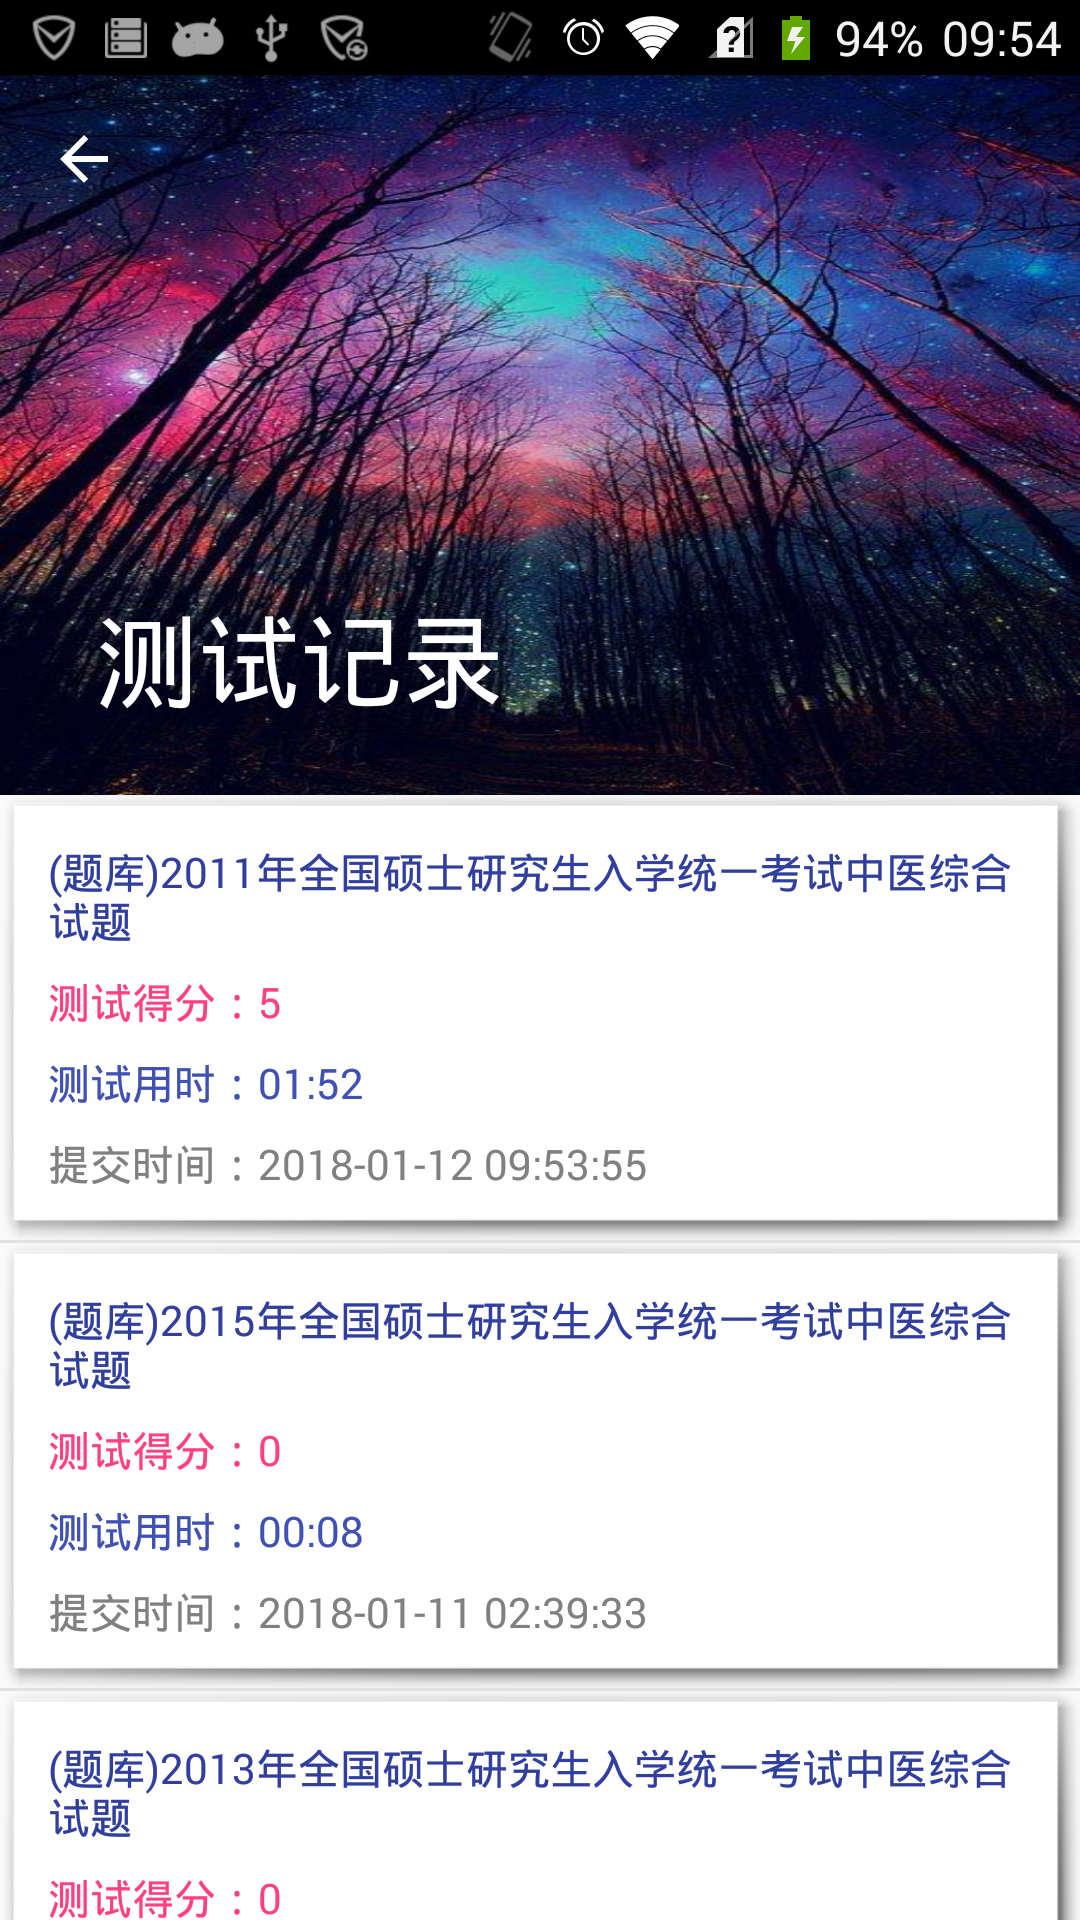 94% 09:54
测试记录
(题库)2011年全国硕士研究生入学统一考试中医综合
试题
测试得分：5
测试用时：01:52
提交时间：2018-01-12 09:53:55
(题库)2015年全国硕士研究生入学统一考试中医综合
试题
测试得分：0
测试用时：00:08
提交时间：2018-01-11 02:39:33
(题库)2013年全国硕士研究生入学统一考试中医综合
试题
测试得分：0